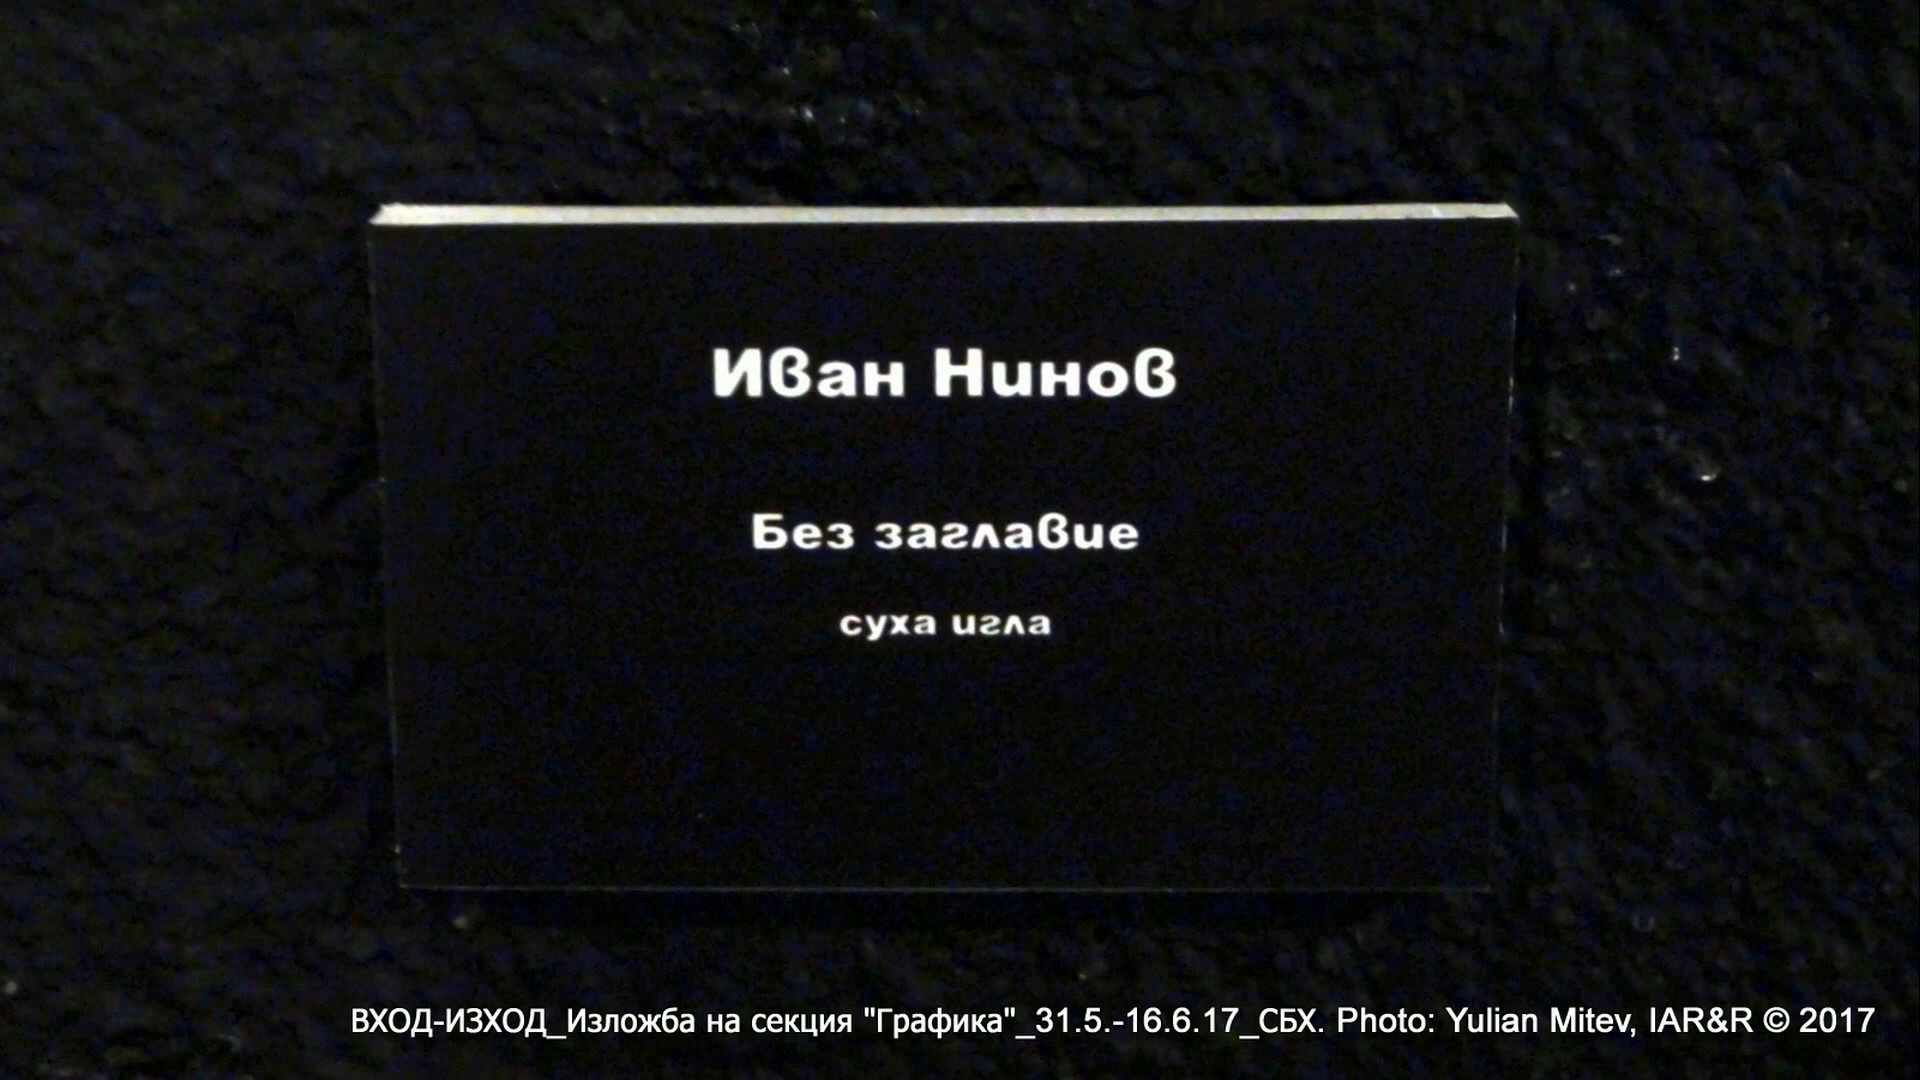 Иван Нинов
Без заглавие
суха игла
ВХОД-ИЗХОД_Изложба на секция "Графика"_31.5.-16.6.17_СБХ. Photo: Yulian Mitev, IAR&R © 2017